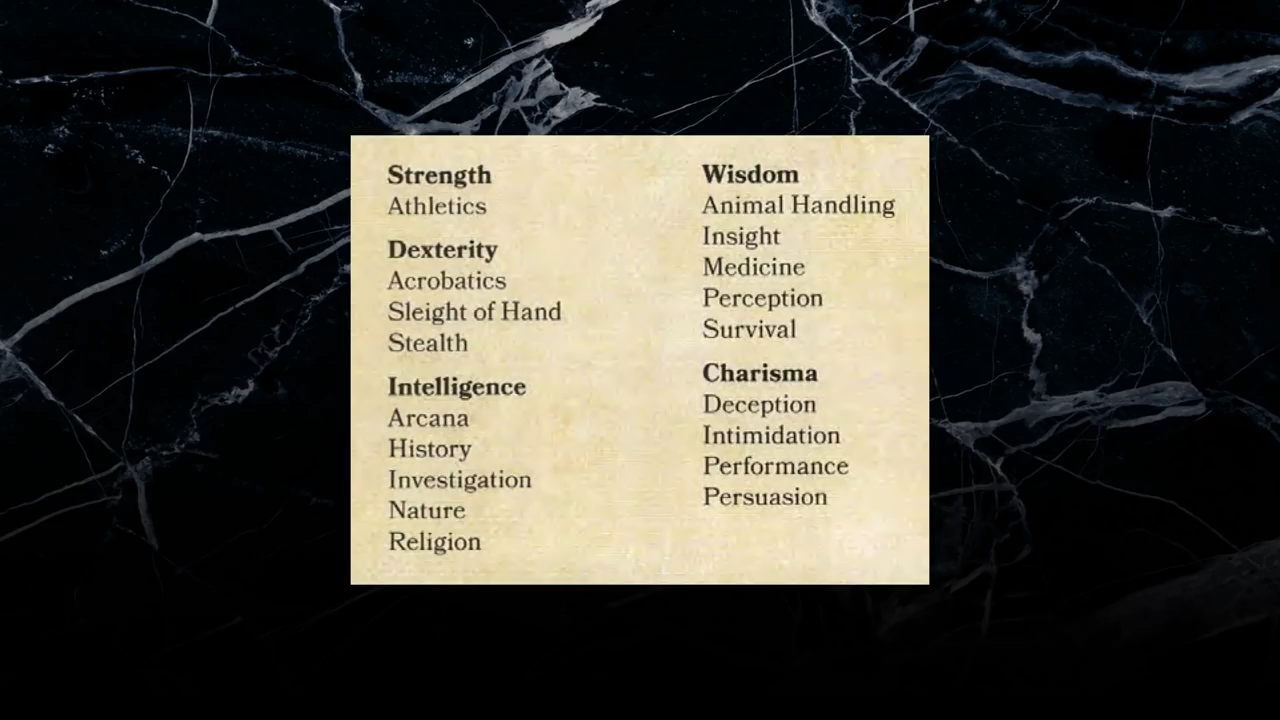 Strength
Athletics
Dexterity
Acrobatics
Sleight of Hand
Stealth
Intelligence
Arcana
History
Investigation
Nature
Religion
Wisdom
Animal Handling
Insight
Medicine
Perception
Survival
Charisma
Deception
Intimidation
Performance
Persuasion